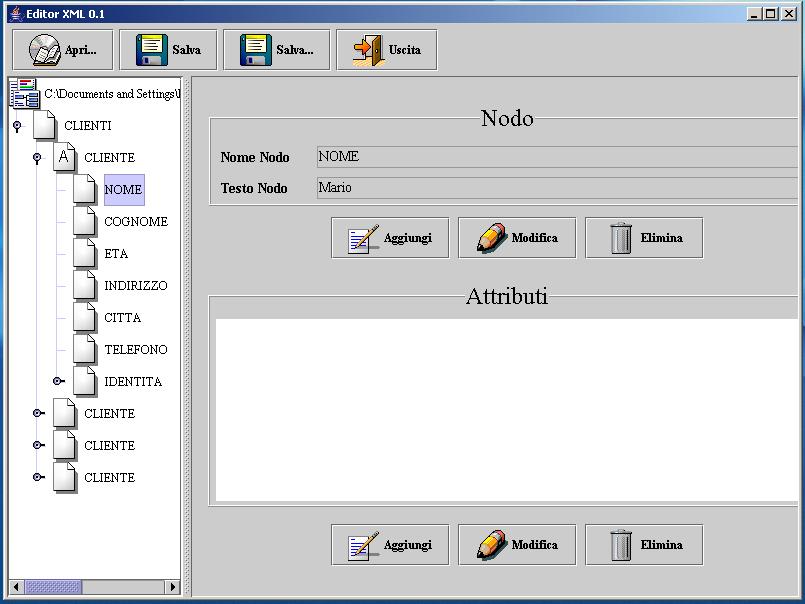 Editor XML 0.1
Apri...
Salva
Salva...
Uscita
C:\Documents and Settings\
CLIENTI
A CLIENTE
NOME
COGNOME
ETA
INDIRIZZO
CITTA
TELEFONO
IDENTITA
CLIENTE
CLIENTE
CLIENTE
Nodo
Nome Nodo NOME
Testo Nodo Mario
Aggiungi Modifica Elimina
Attributi
Aggiungi Modifica Elimina